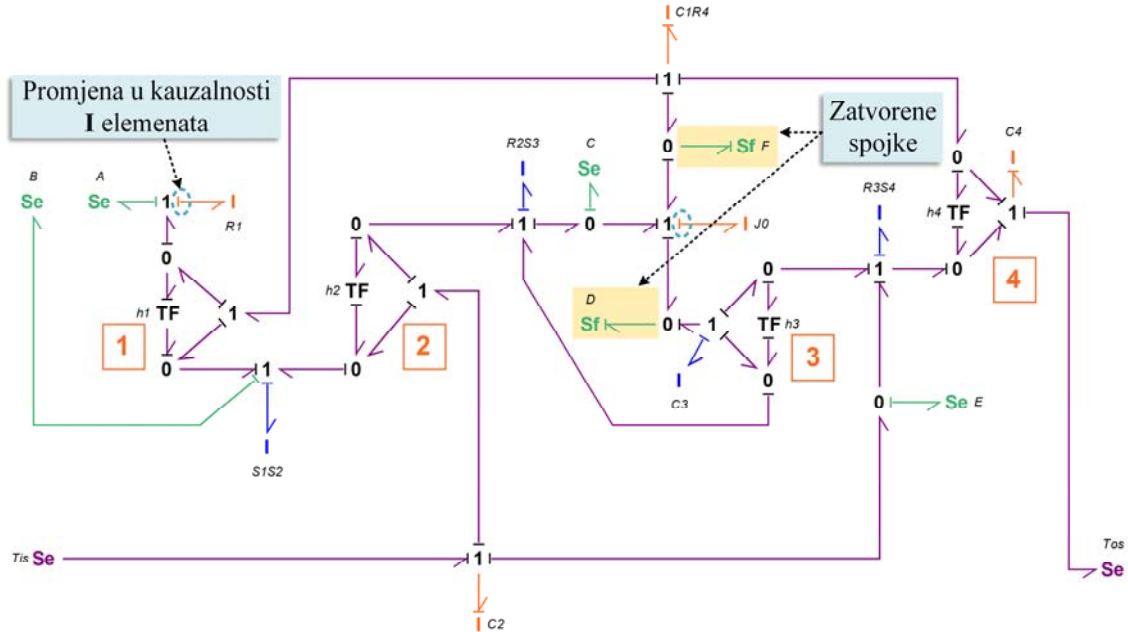 C1R4
I
1
Promjena u kauzalnosti
I elemenata
Zatvorene
spojke
0 Sf F
R2S3 C C4
I Se I
B A R3S4 0
Se Se 1 I R1 I h4 TF 1
0 1 0 1 I J0
0 h2 TF 1 0 1 0 4
h1 TF 1 D
1 2 Sf 0 1 TF h3
0 1 0 I C3 0 3
0 Se E
I
S1S2
Tis Se 1 Tos
Se
I C2